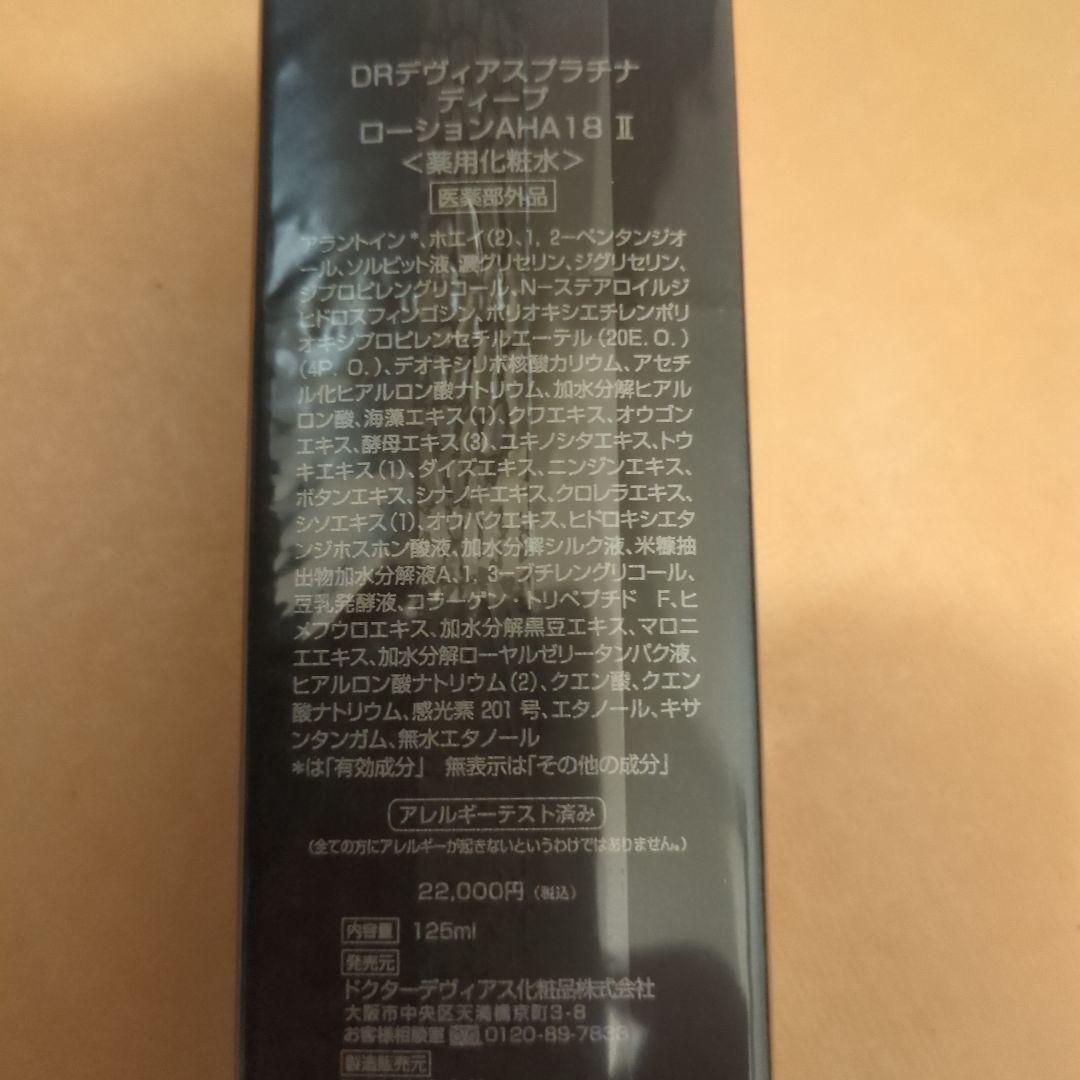 DRデヴィアスプラチナ
ディープ
ローションAHA18 Ⅱ
<薬用化粧水>
医薬部外品
アラントイン*、ホエイ(2)、1, 2-ペンタンジオ
ール、ソルビット液、濃グリセリン、ジグリセリン、
ジプロピレングリコール、N-ステアロイルジ
ヒドロスフィンゴシン、ポリオキシエチレンポリ
オキシプロピレンセチルエーテル(20E. O. )
(4P. O. )、デオキシリボ核酸カリウム、アセチ
ル化ヒアルロン酸ナトリウム、加水分解ヒアル
ロン酸、海藻エキス(1)、クワエキス、オウゴン
エキス、酵母エキス(3)、ユキノシタエキス、トウ
キエキス(1)、ダイズエキス、ニンジンエキス、
ボタンエキス、シナノキエキス、クロレラエキス、
シソエキス(1)、オウバクエキス、ヒドロキシエタ
ンジホスホン酸液、加水分解シルク液、米糠抽
出物加水分解液A、1, 3-ブチレングリコール、
豆乳発酵液、コラーゲン・トリペプチド F、ヒ
メフウロエキス、加水分解黒豆エキス、マロニ
エエキス、加水分解ローヤルゼリータンパク液、
ヒアルロン酸ナトリウム(2)、クエン酸、クエン
酸ナトリウム、感光素 201 号、エタノール、キサ
ンタンガム、無水エタノール
*は「有効成分」 無表示は「その他の成分」
アレルギーテスト済み
(全ての方にアレルギーが起きないというわけではありません。)
22,000円 (税込)
内容量 125ml
発売元
ドクターデヴィアス化粧品株式会社
大阪市中央区天満橋京町3-8
お客様相談室 0120-89-7838
製造販売元